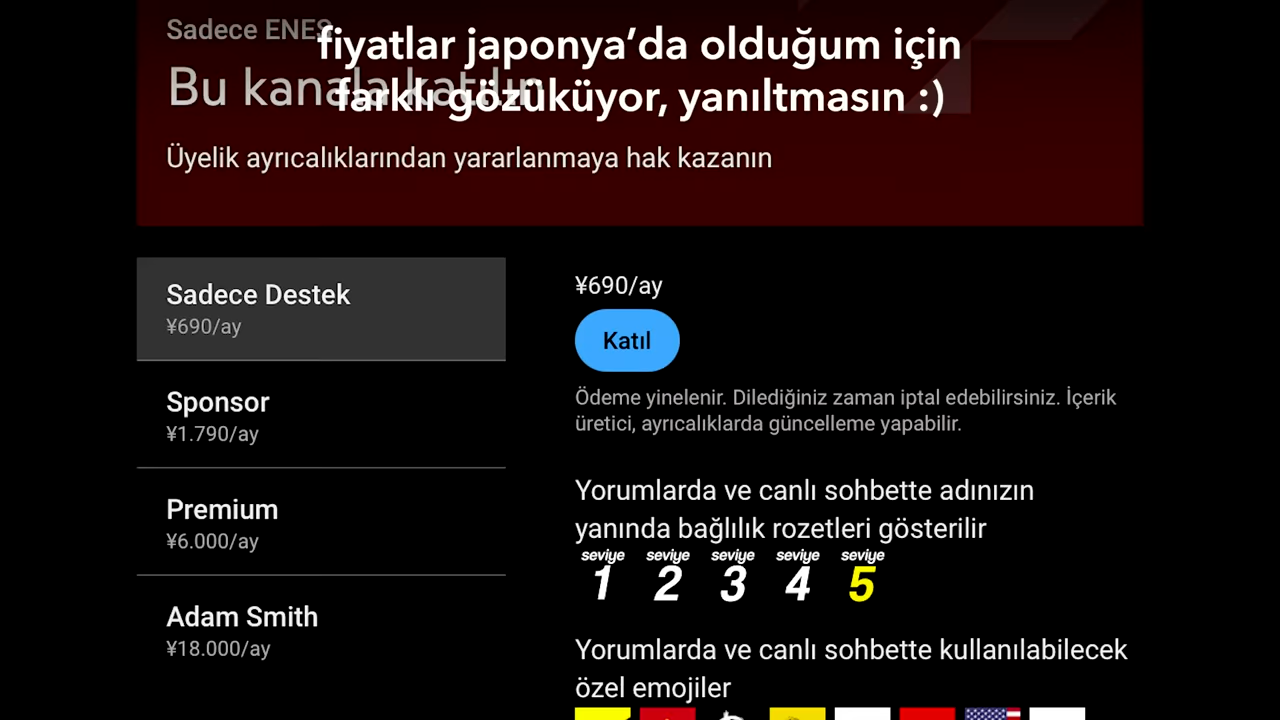 Sadece ENES
fiyatlar japonya’da olduğum için
Bu kanala katılın
farklı gözüküyor, yanıltmasın :)
Üyelik ayrıcalıklarından yararlanmaya hak kazanın
Sadece Destek
¥690/ay
Sponsor
¥1.790/ay
Premium
¥6.000/ay
Adam Smith
¥18.000/ay
¥690/ay
Katıl
Ödeme yinelenir. Dilediğiniz zaman iptal edebilirsiniz. İçerik
üretici, ayrıcalıklarda güncelleme yapabilir.
Yorumlarda ve canlı sohbette adınızın
yanında bağlılık rozetleri gösterilir
seviye seviye seviye seviye seviye
1 2 3 4 5
Yorumlarda ve canlı sohbette kullanılabilecek
özel emojiler